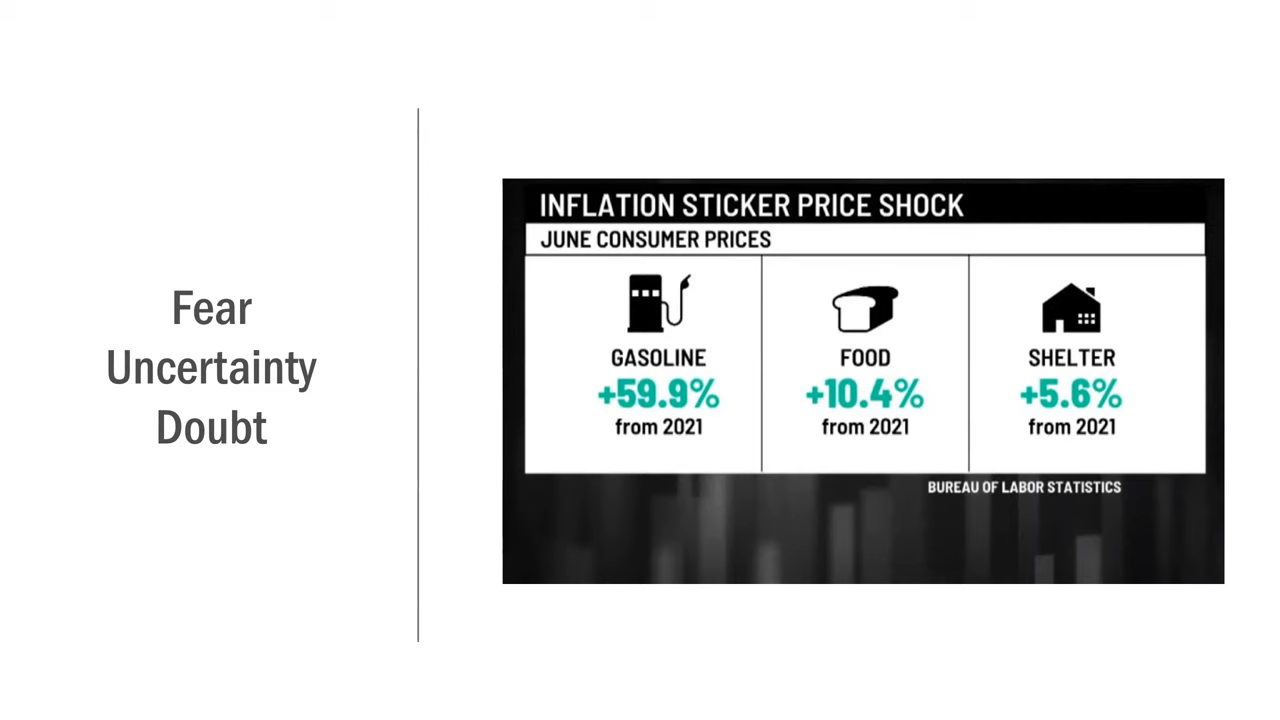 Fear
Uncertainty
Doubt
INFLATION STICKER PRICE SHOCK
JUNE CONSUMER PRICES
GASOLINE
+59.9%
from 2021
FOOD
+10.4%
from 2021
SHELTER
+5.6%
from 2021
BUREAU OF LABOR STATISTICS